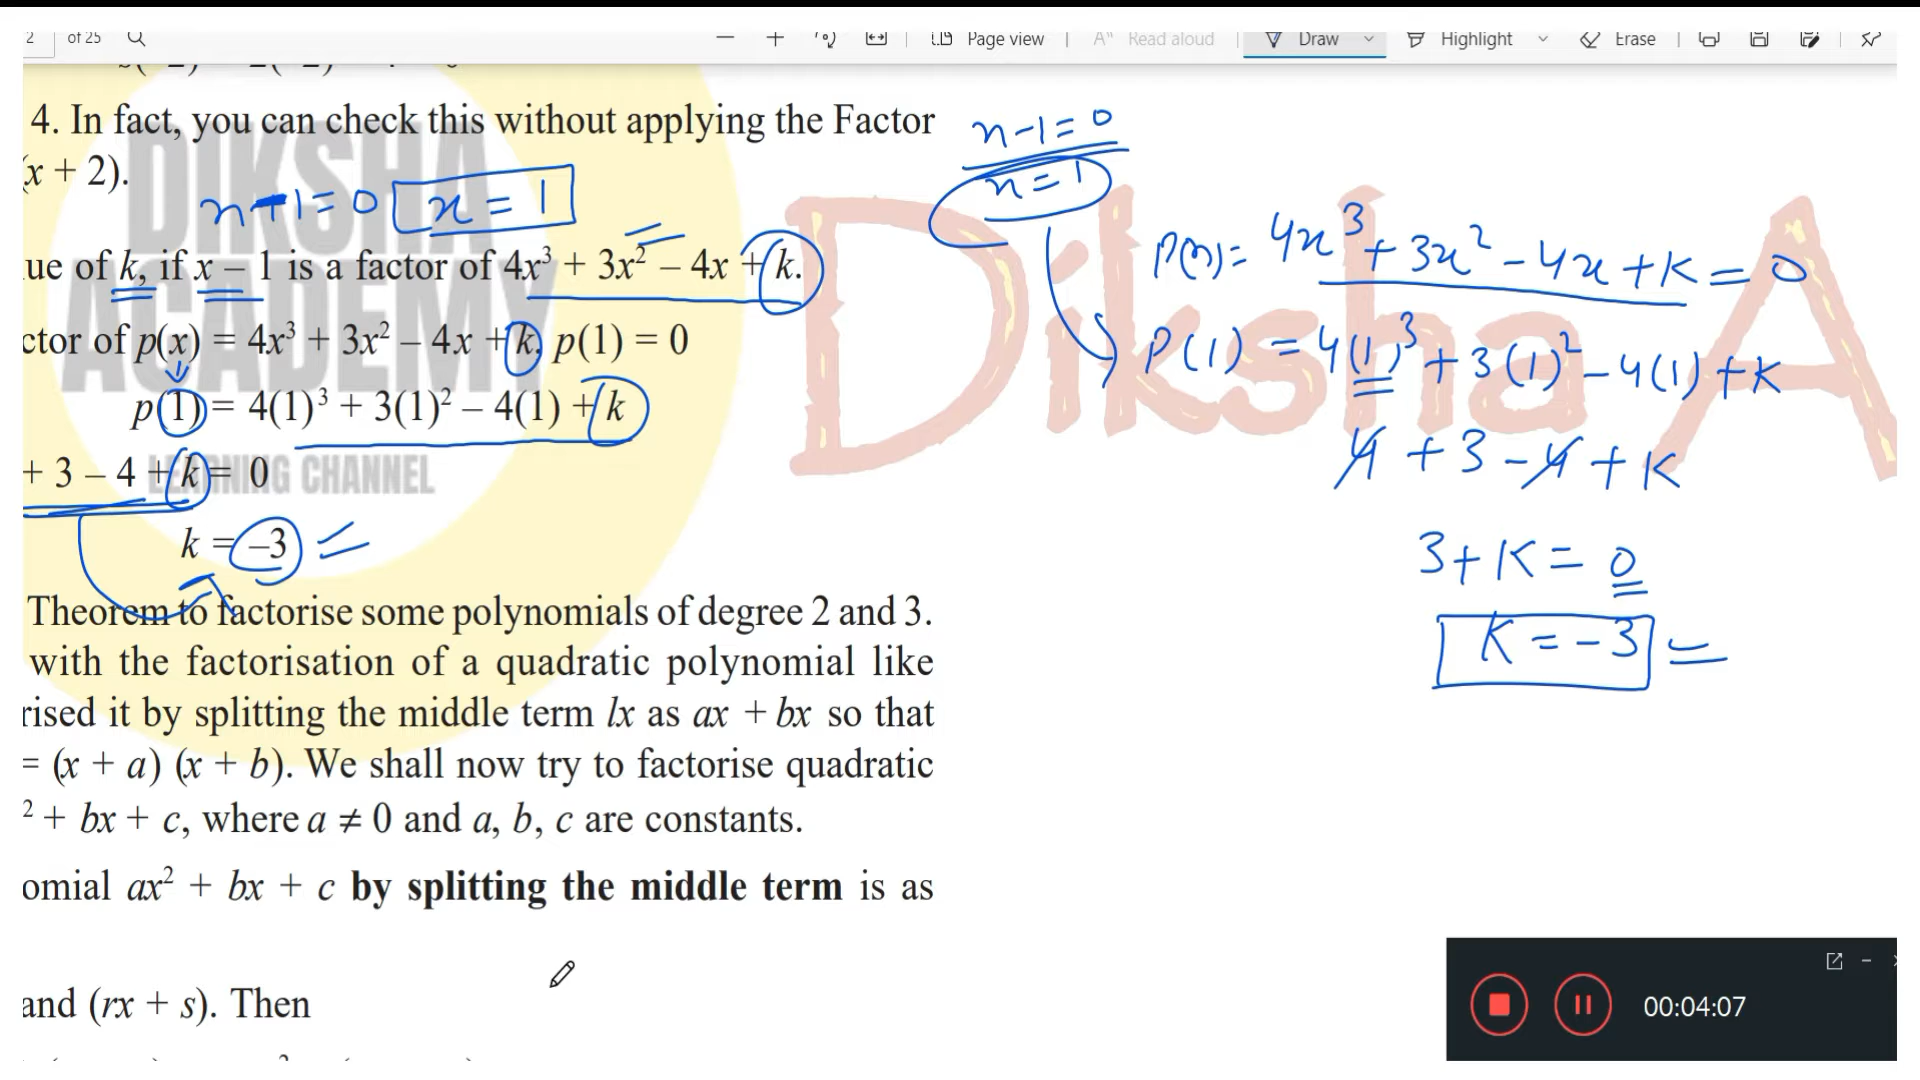 2 of 25 Page view Read aloud Draw Highlight Erase
4. In fact, you can check this without applying the Factor
(x + 2).
x-1=0 x = 1
ue of k, if x – 1 is a factor of 4x³ + 3x² – 4x + k.
ctor of p(x) = 4x³ + 3x² – 4x + k, p(1) = 0
p(1) = 4(1)³ + 3(1)² – 4(1) + k
+ 3 – 4 + k = 0
k = –3
Theorem to factorise some polynomials of degree 2 and 3.
with the factorisation of a quadratic polynomial like
rised it by splitting the middle term lx as ax + bx so that
= (x + a) (x + b). We shall now try to factorise quadratic
² + bx + c, where a ≠ 0 and a, b, c are constants.
omial ax² + bx + c by splitting the middle term is as
and (rx + s). Then
x-1=0
x=1
P(x)= 4x³+3x²-4x+K=0
P(1) = 4(1)³+3(1)²-4(1)+K
4+3-4+K
3+K=0
K=-3
DIKSHA
ACADEMY
LEARNING CHANNEL
Diksha A
00:04:07